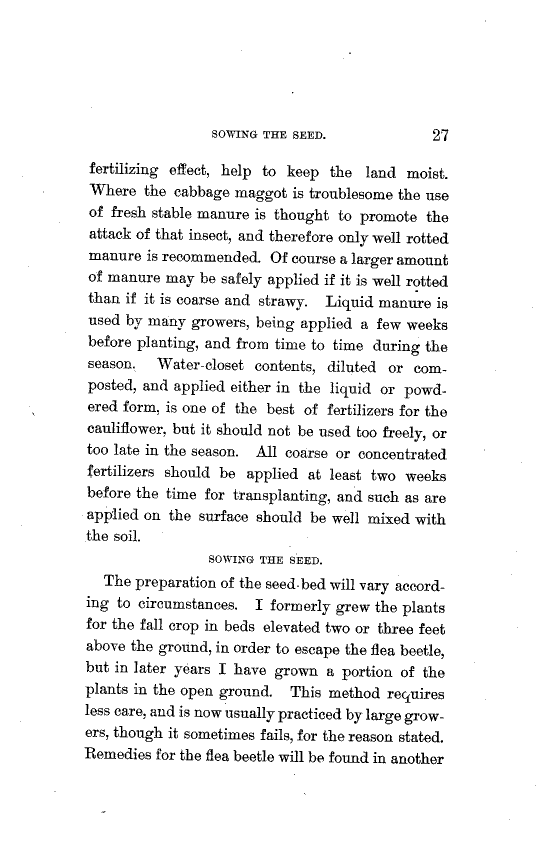 SOWING THE SEED. 27
fertilizing effect, help to keep the land moist.
Where the cabbage maggot is troublesome the use
of fresh stable manure is thought to promote the
attack of that insect, and therefore only well rotted
manure is recommended. Of course a larger amount
of manure may be safely applied if it is well rotted
than if it is coarse and strawy. Liquid manure is
used by many growers, being applied a few weeks
before planting, and from time to time during the
season. Water-closet contents, diluted or com-
posted, and applied either in the liquid or powd-
ered form, is one of the best of fertilizers for the
cauliflower, but it should not be used too freely, or
too late in the season. All coarse or concentrated
fertilizers should be applied at least two weeks
before the time for transplanting, and such as are
applied on the surface should be well mixed with
the soil.
SOWING THE SEED.
The preparation of the seed-bed will vary accord-
ing to circumstances. I formerly grew the plants
for the fall crop in beds elevated two or three feet
above the ground, in order to escape the flea beetle,
but in later years I have grown a portion of the
plants in the open ground. This method requires
less care, and is now usually practiced by large grow-
ers, though it sometimes fails, for the reason stated.
Remedies for the flea beetle will be found in another